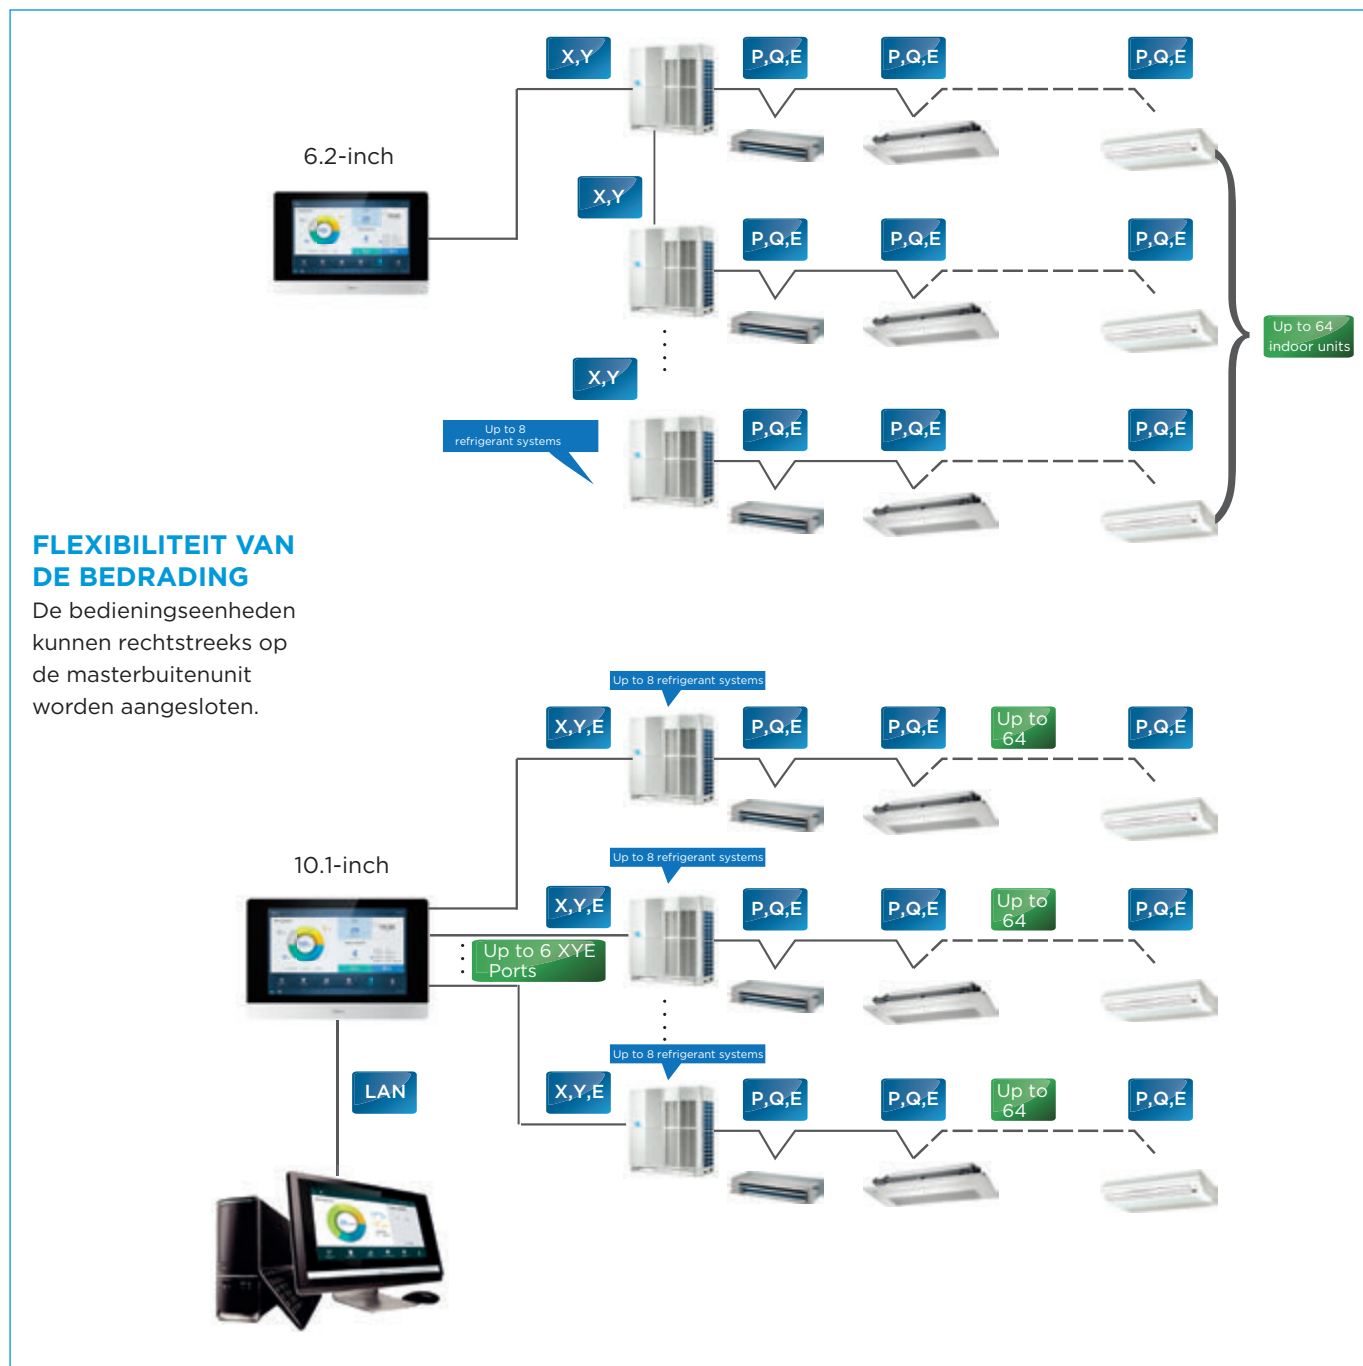 X,Y
P,Q,E
P,Q,E
P,Q,E
6.2-inch
X,Y
P,Q,E
P,Q,E
P,Q,E
Up to 64
indoor units
X,Y
Up to 8
refrigerant systems
P,Q,E
P,Q,E
P,Q,E
FLEXIBILITEIT VAN
DE BEDRADING
De bedieningseenheden
kunnen rechtstreeks op
de masterbuitenunit
worden aangesloten.
Up to 8 refrigerant systems
X,Y,E
P,Q,E
P,Q,E
Up to
64
P,Q,E
10.1-inch
Up to 8 refrigerant systems
X,Y,E
P,Q,E
P,Q,E
Up to
64
P,Q,E
Up to 6 XYE
Ports
Up to 8 refrigerant systems
LAN
X,Y,E
P,Q,E
P,Q,E
Up to
64
P,Q,E